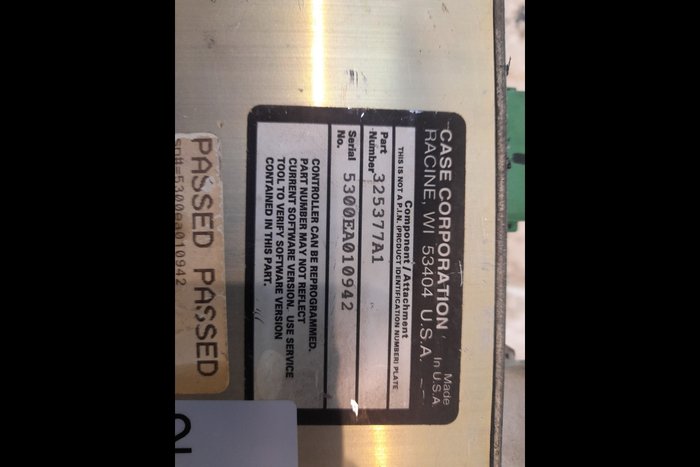 CASE CORPORATION
RACINE, WI 53404 U.S.A.
Made
In U.S.A
Component / Attachment
THIS IS NOT A P.I.N. (PRODUCT IDENTIFICATION NUMBER) PLATE
Part
Number 325377A1
Serial
No. 5300EA010942
CONTROLLER CAN BE REPROGRAMMED.
PART NUMBER MAY NOT REFLECT
CURRENT SOFTWARE VERSION. USE SERVICE
TOOL TO VERIFY SOFTWARE VERSION
CONTAINED IN THIS PART.
PASSED PASSED
sn#=5300ea010942